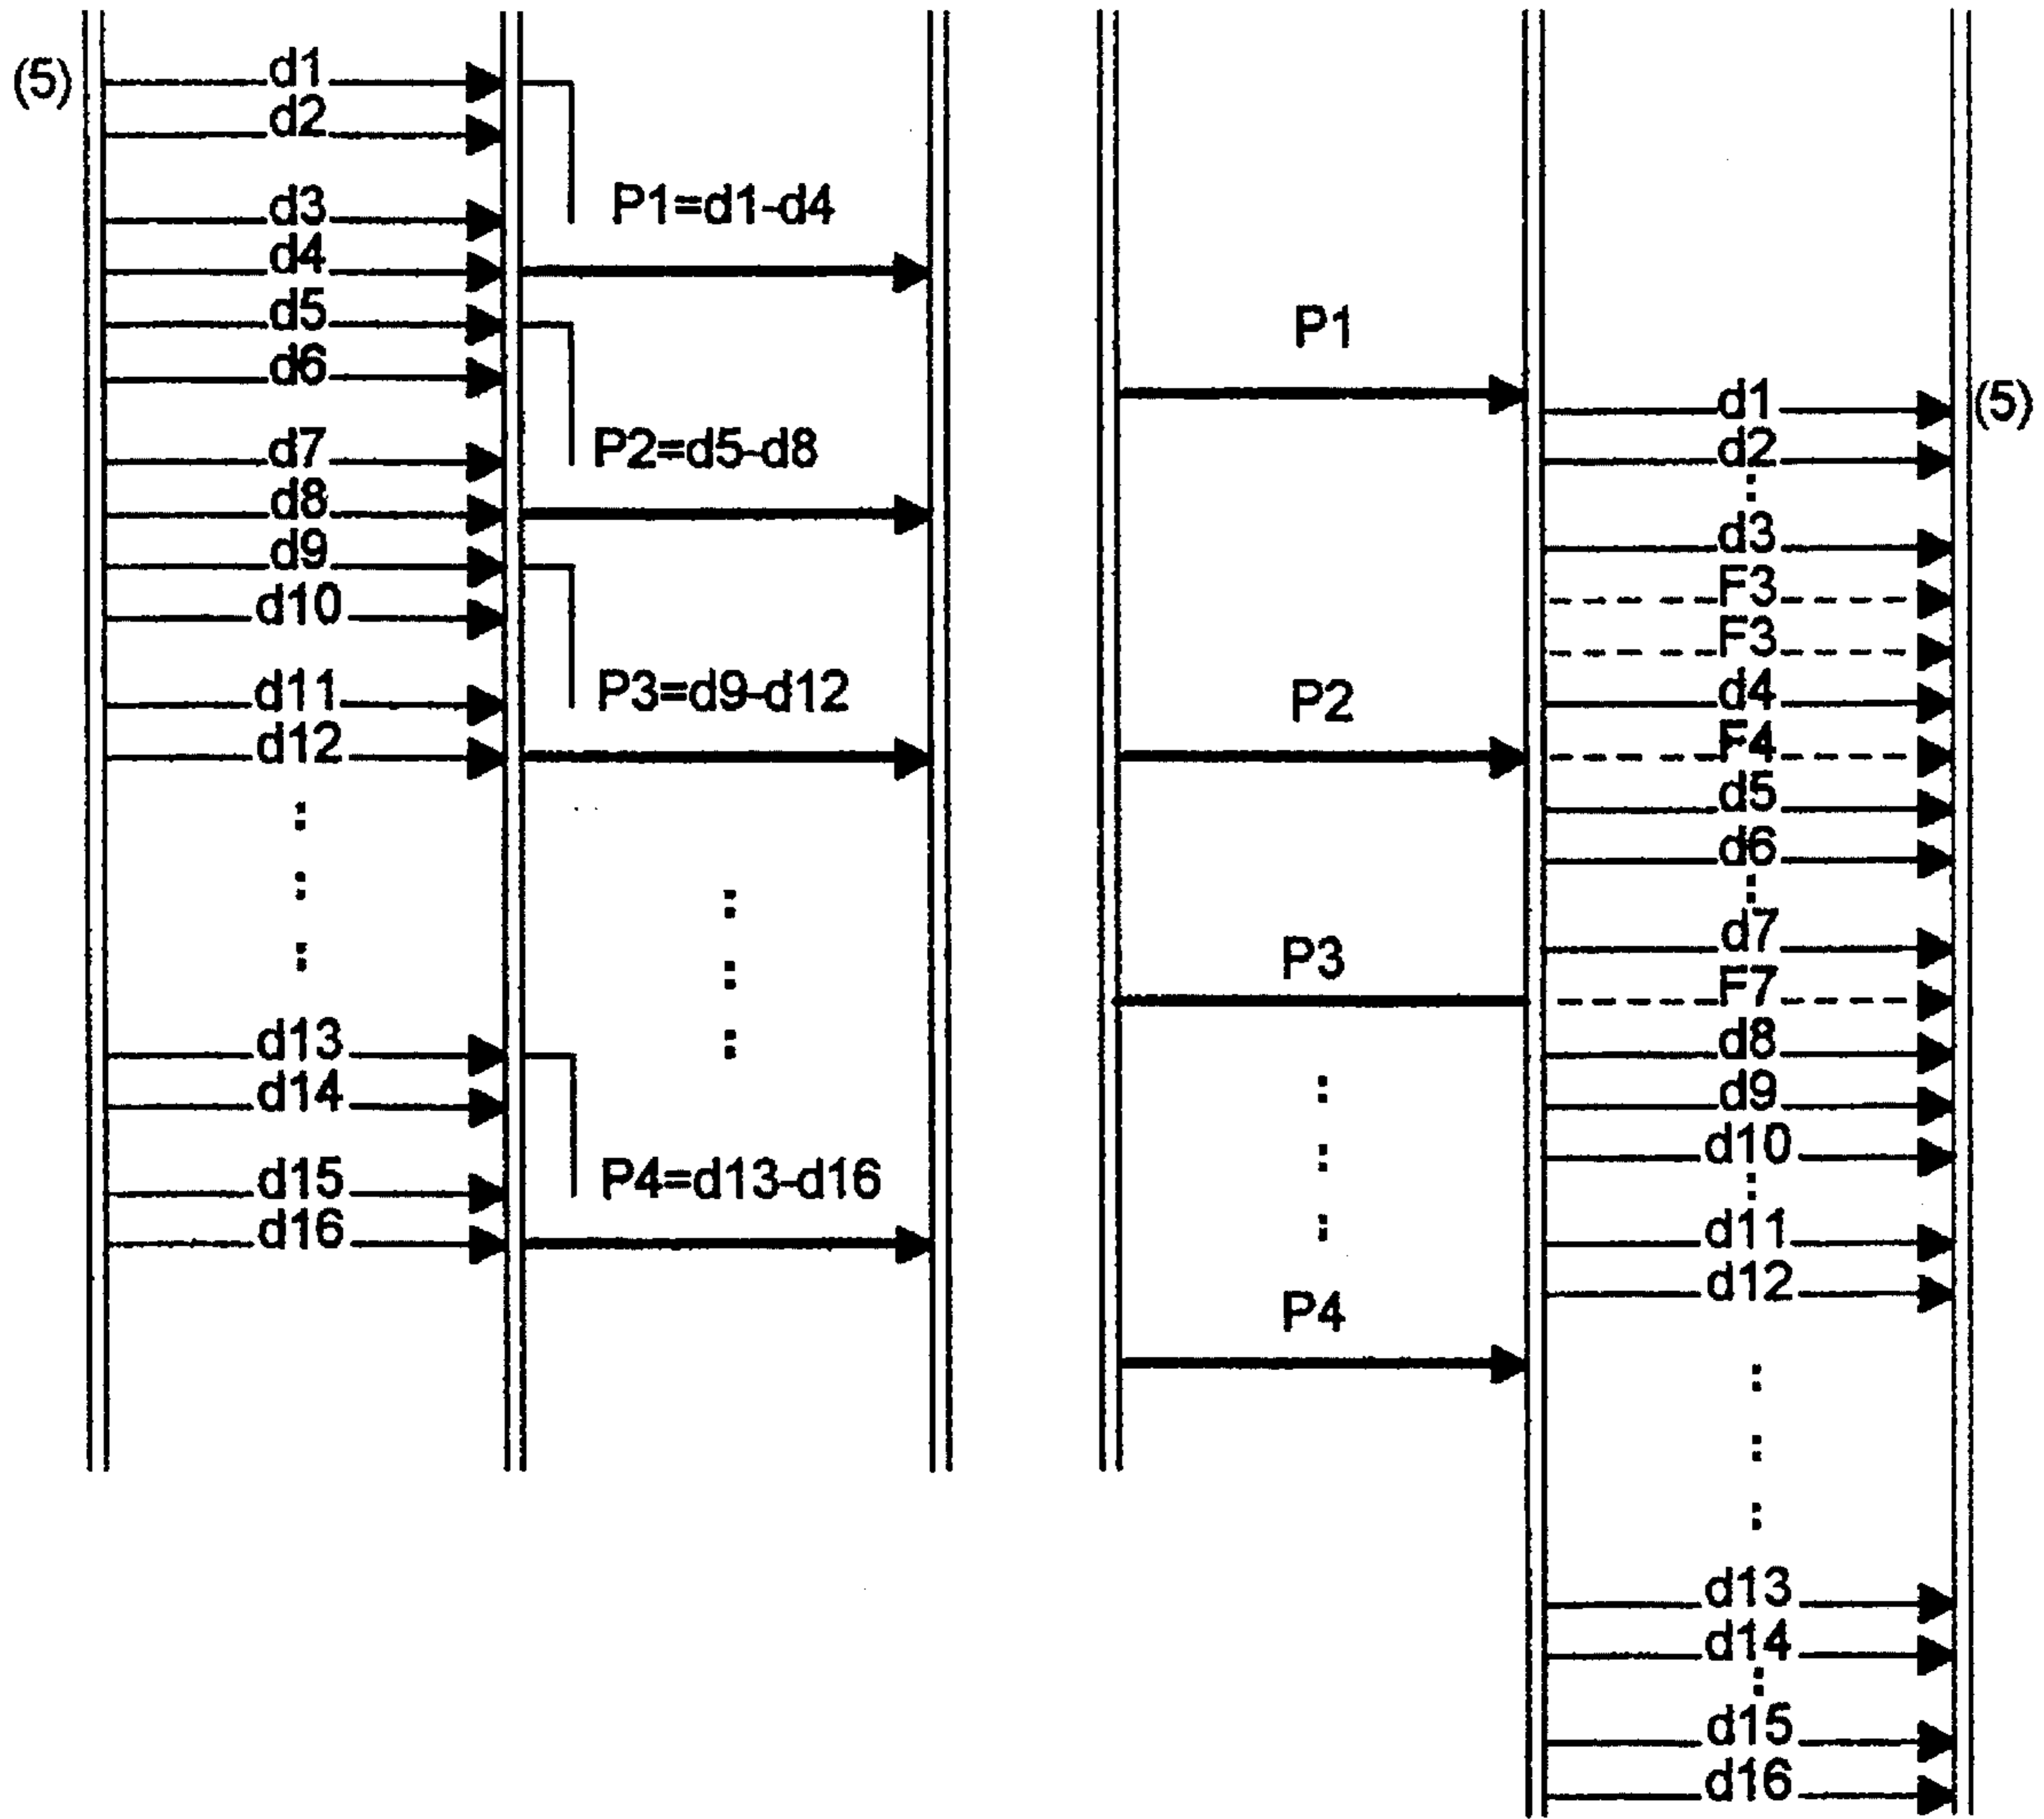 (5)
d1
d2
d3
P1=d1-d4
d4
d5
d6
d7
P2=d5-d8
d8
d9
d10
d11
P3=d9-d12
d12
d13
d14
d15
P4=d13-d16
d16
P1
P2
P3
P4
d1
(5)
d2
d3
F3
F3
d4
F4
d5
d6
d7
F7
d8
d9
d10
d11
d12
d13
d14
d15
d16